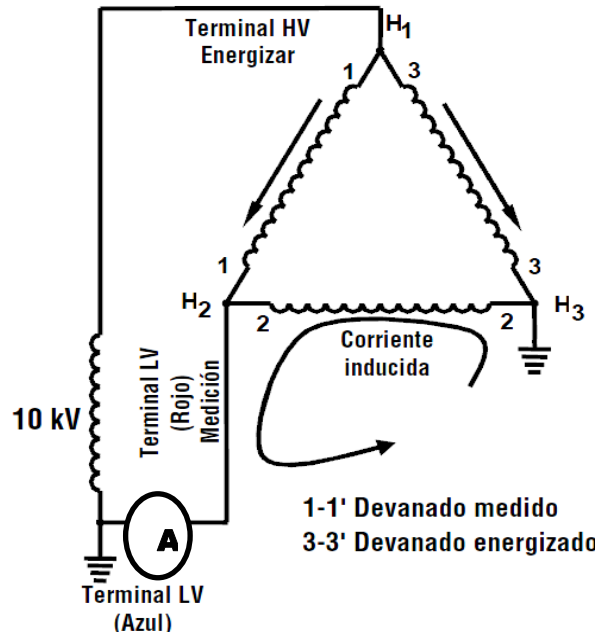 Terminal HV
Energizar
H1
1
3
1
3
H2
H3
2
2
Corriente
inducida
10 kV
Terminal LV
(Rojo)
Medición
1-1' Devanado medido
3-3' Devanado energizado
A
Terminal LV
(Azul)